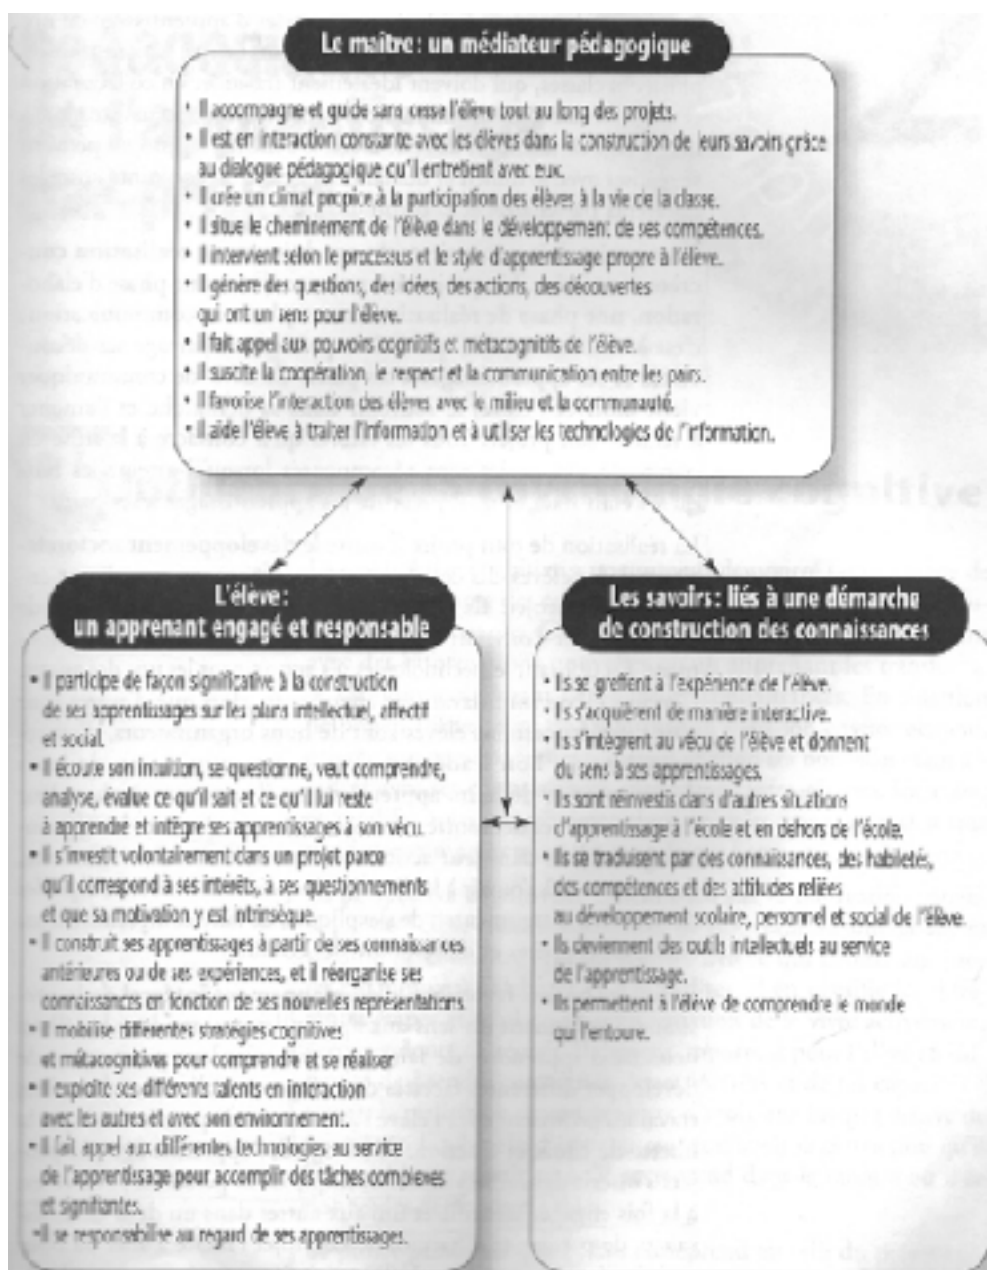 Le maître : un médiateur pédagogique
• Il accompagne et guide sans cesse l'élève tout au long des projets.
• Il est en interaction constante avec les élèves dans la construction de leurs savoirs grâce
au dialogue pédagogique qu'il entretient avec eux.
• Il crée un climat propice à la participation des élèves à la vie de la classe.
• Il situe le cheminement de l'élève dans le développement de ses compétences.
• Il intervient selon le processus et le style d'apprentissage propre à l'élève.
• Il génère des questions, des idées, des actions, des découvertes
qui ont un sens pour l'élève.
• Il fait appel aux pouvoirs cognitifs et métacognitifs de l'élève.
• Il suscite la coopération, le respect et la communication entre les pairs.
• Il favorise l'interaction des élèves avec le milieu et la communauté.
• Il aide l'élève à traiter l'information et à utiliser les technologies de l'information.
L'élève :
un apprenant engagé et responsable
• Il participe de façon significative à la construction
de ses apprentissages sur les plans intellectuel, affectif
et social.
• Il écoute son intuition, se questionne, veut comprendre,
analyse, évalue ce qu'il sait et ce qu'il lui reste
à apprendre et intègre ses apprentissages à son vécu.
• Il s'investit volontairement dans un projet parce
qu'il correspond à ses intérêts, à ses questionnements
et que sa motivation y est intrinsèque.
• Il construit ses apprentissages à partir de ses connaissances
antérieures ou de ses expériences, et il réorganise ses
connaissances en fonction de ses nouvelles représentations.
• Il mobilise différentes stratégies cognitives
et métacognitives pour comprendre et se réaliser
• Il exploite ses différents talents en interaction
avec les autres et avec son environnement.
• Il fait appel aux différentes technologies au service
de l'apprentissage pour accomplir des tâches complexes
et signifiantes.
• Il se responsabilise au regard de ses apprentissages.
Les savoirs : liés à une démarche
de construction des connaissances
• Ils se greffent à l'expérience de l'élève.
• Ils s'acquièrent de manière interactive.
• Ils s'intègrent au vécu de l'élève et donnent
du sens à ses apprentissages.
• Ils sont réinvestis dans d'autres situations
d'apprentissage à l'école et en dehors de l'école.
• Ils se traduisent par des connaissances, des habiletés,
des compétences et des attitudes reliées
au développement scolaire, personnel et social de l'élève.
• Ils deviennent des outils intellectuels au service
de l'apprentissage.
• Ils permettent à l'élève de comprendre le monde
qui l'entoure.